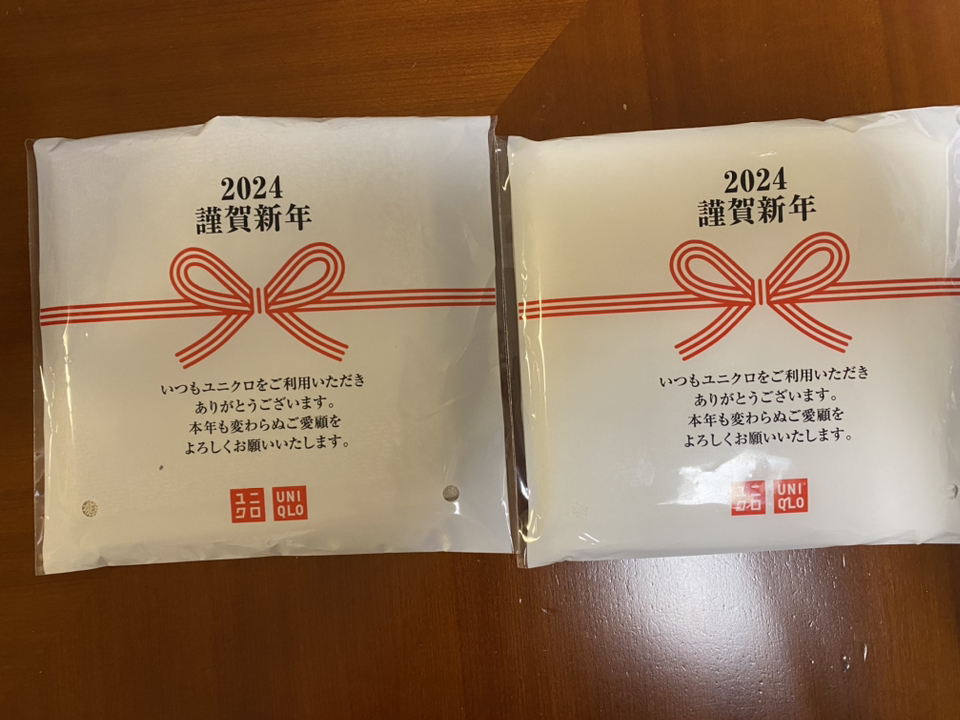 2024
謹賀新年
いつもユニクロをご利用いただき
ありがとうございます。
本年も変わらぬご愛顧を
よろしくお願いいたします。
ユニ
クロ
UNI
QLO
2024
謹賀新年
いつもユニクロをご利用いただき
ありがとうございます。
本年も変わらぬご愛顧を
よろしくお願いいたします。
ユニ
クロ
UNI
QLO